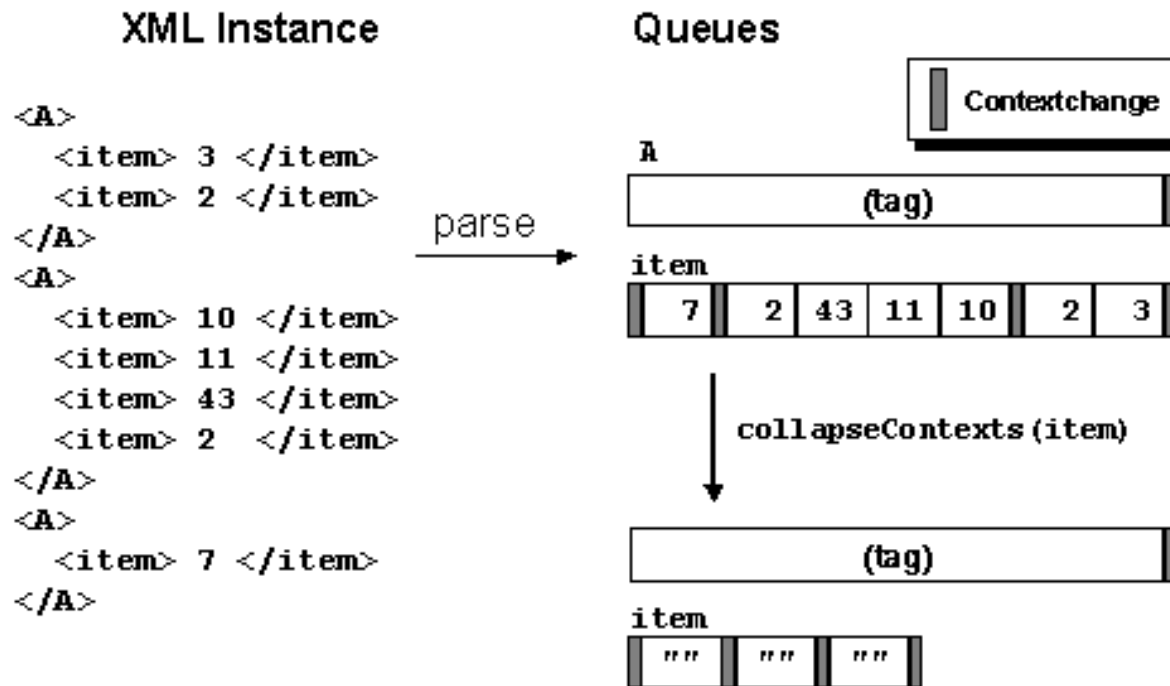 XML Instance
<A>
<item> 3 </item>
<item> 2 </item>
</A>
<A>
<item> 10 </item>
<item> 11 </item>
<item> 43 </item>
<item> 2 </item>
</A>
<A>
<item> 7 </item>
</A>
parse
Queues
Contextchange
A
(tag)
item
7 2 43 11 10 2 3
collapseContexts(item)
(tag)
item
"" "" ""